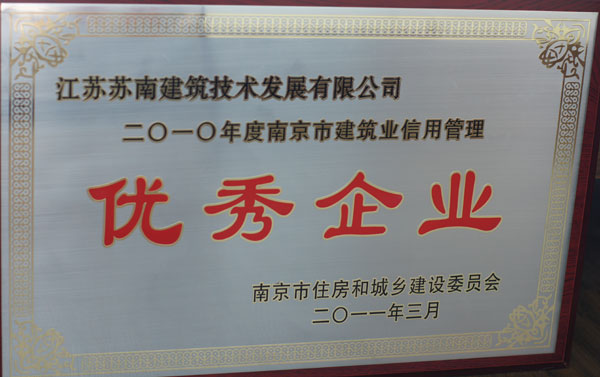 江苏苏南建筑技术发展有限公司
二〇一〇年度南京市建筑业信用管理
优秀企业
南京市住房和城乡建设委员会
二〇一一年三月